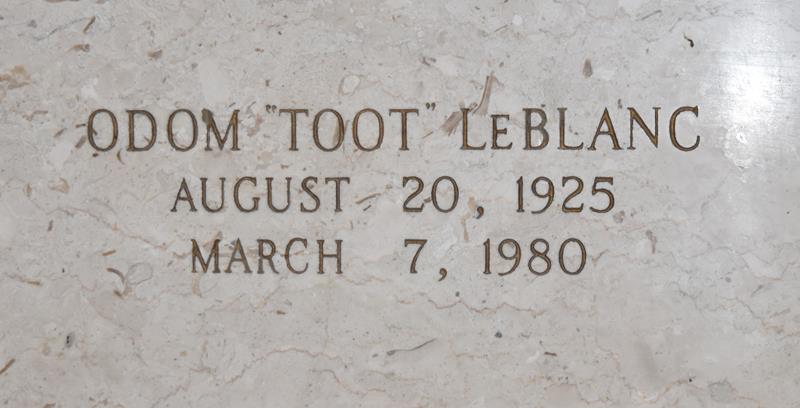 ODOM "TOOT" LeBLANC
AUGUST 20, 1925
MARCH 7, 1980